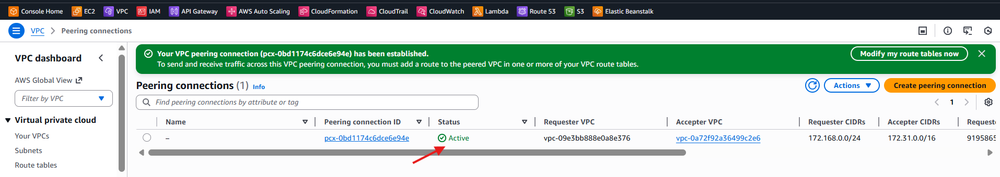 Console Home EC2 VPC IAM API Gateway AWS Auto Scaling CloudFormation CloudTrail CloudWatch Lambda Route 53 S3 Elastic Beanstalk
VPC > Peering connections
VPC dashboard
AWS Global View
Filter by VPC
Virtual private cloud
Your VPCs
Subnets
Route tables
Your VPC peering connection (pcx-0bd1174c6dce6e94e) has been established.
To send and receive traffic across this VPC peering connection, you must add a route to the peered VPC in one or more of your VPC route tables.
Modify my route tables now
Peering connections (1) Info
Actions
Create peering connection
Find peering connections by attribute or tag
1
Name Peering connection ID Status Requester VPC Accepter VPC Requester CIDRs Accepter CIDRs Requeste
– pcx-0bd1174c6dce6e94e Active vpc-09e3bb888e0a8e376 vpc-0a72f92a36499c2e6 172.168.0.0/24 172.31.0.0/16 9195865